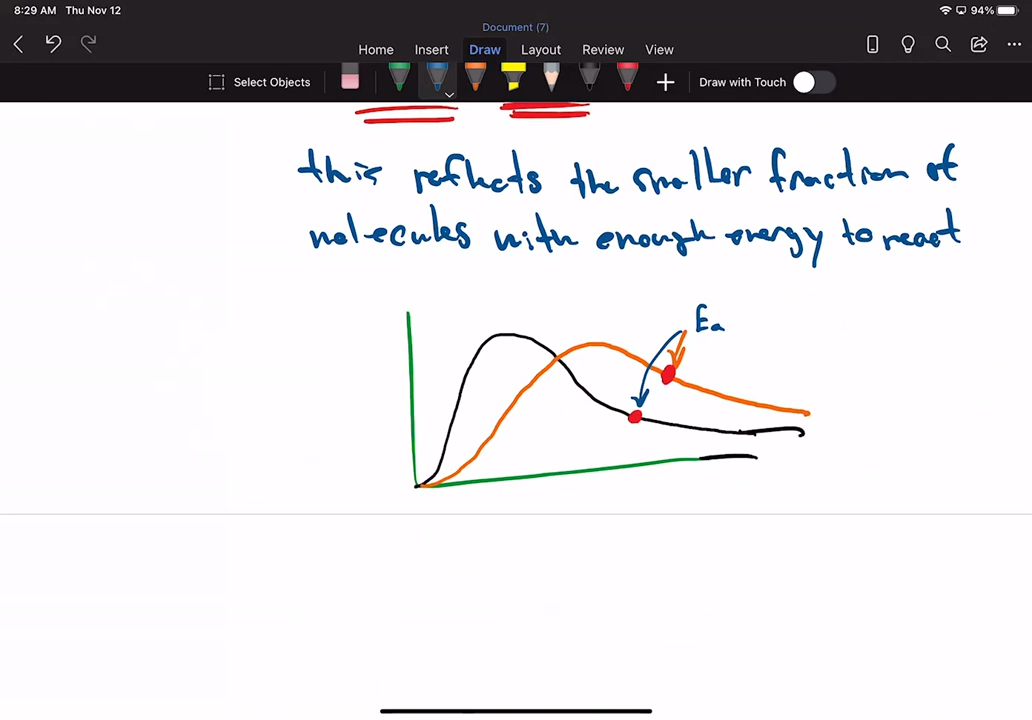 8:29 AM Thu Nov 12
94%
Document (7)
Home Insert Draw Layout Review View
Select Objects
Draw with Touch
this reflects the smaller fraction of
molecules with enough energy to react
Ea